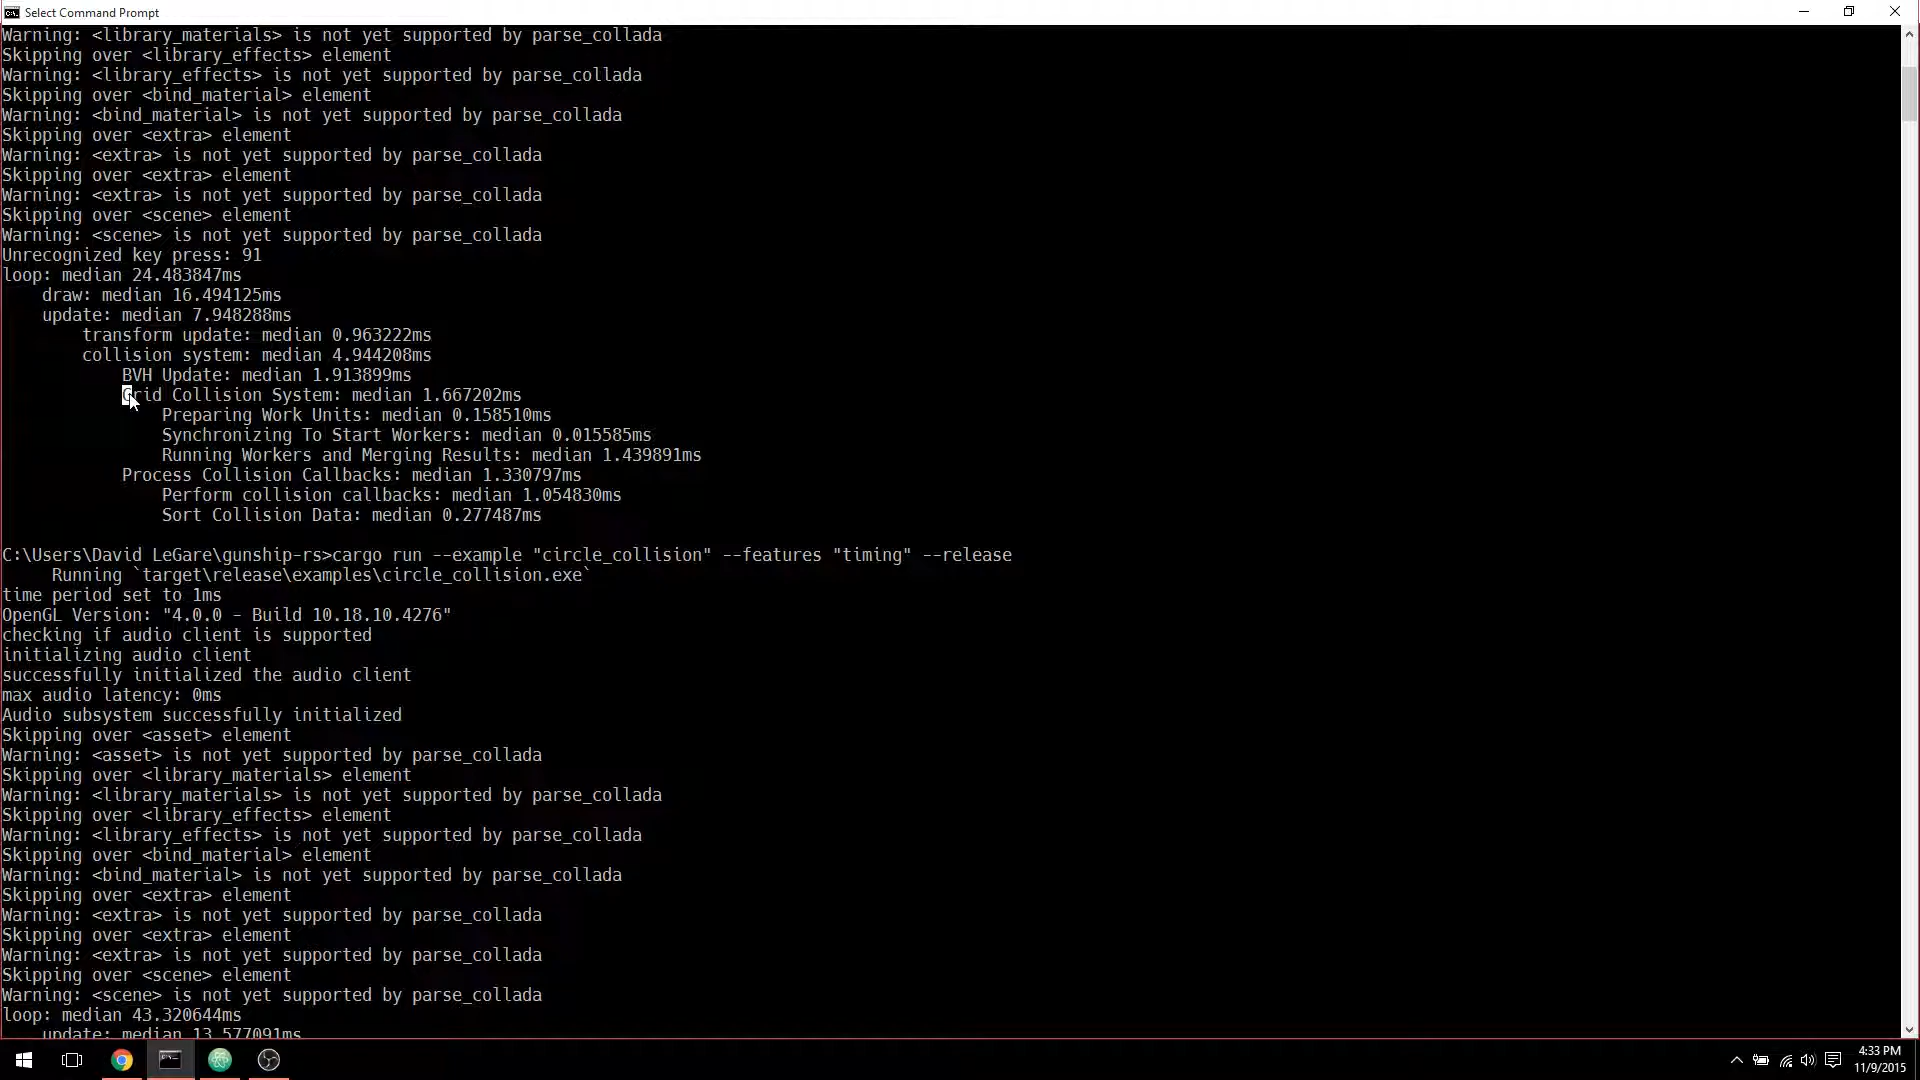 Select Command Prompt
Warning: <library_materials> is not yet supported by parse_collada
Skipping over <library_effects> element
Warning: <library_effects> is not yet supported by parse_collada
Skipping over <bind_material> element
Warning: <bind_material> is not yet supported by parse_collada
Skipping over <extra> element
Warning: <extra> is not yet supported by parse_collada
Skipping over <extra> element
Warning: <extra> is not yet supported by parse_collada
Skipping over <scene> element
Warning: <scene> is not yet supported by parse_collada
Unrecognized key press: 91
loop: median 24.483847ms
    draw: median 16.494125ms
    update: median 7.948288ms
        transform update: median 0.963222ms
        collision system: median 4.944208ms
            BVH Update: median 1.913899ms
            Grid Collision System: median 1.667202ms
                Preparing Work Units: median 0.158510ms
                Synchronizing To Start Workers: median 0.015585ms
                Running Workers and Merging Results: median 1.439891ms
            Process Collision Callbacks: median 1.330797ms
                Perform collision callbacks: median 1.054830ms
                Sort Collision Data: median 0.277487ms
C:\Users\David LeGare\gunship-rs>cargo run --example "circle_collision" --features "timing" --release
     Running `target\release\examples\circle_collision.exe`
time period set to 1ms
OpenGL Version: "4.0.0 - Build 10.18.10.4276"
checking if audio client is supported
initializing audio client
successfully initialized the audio client
max audio latency: 0ms
Audio subsystem successfully initialized
Skipping over <asset> element
Warning: <asset> is not yet supported by parse_collada
Skipping over <library_materials> element
Warning: <library_materials> is not yet supported by parse_collada
Skipping over <library_effects> element
Warning: <library_effects> is not yet supported by parse_collada
Skipping over <bind_material> element
Warning: <bind_material> is not yet supported by parse_collada
Skipping over <extra> element
Warning: <extra> is not yet supported by parse_collada
Skipping over <extra> element
Warning: <extra> is not yet supported by parse_collada
Skipping over <scene> element
Warning: <scene> is not yet supported by parse_collada
loop: median 43.320644ms
    update: median 13.577091ms
4:33 PM
11/9/2015